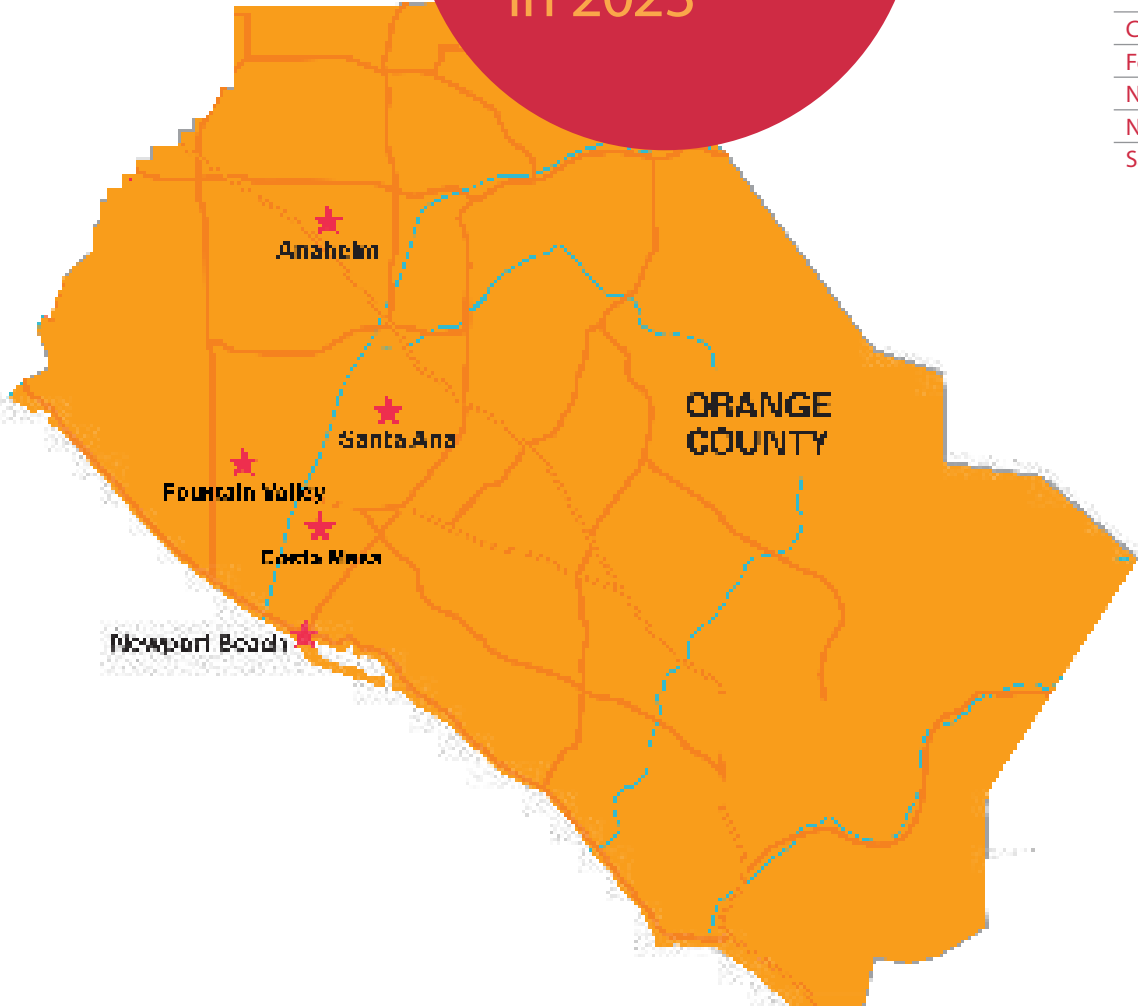 in 2025
C
F
N
N
S
Anaheim
ORANGE
COUNTY
Santa Ana
Fountain Valley
Costa Mesa
Newport Beach